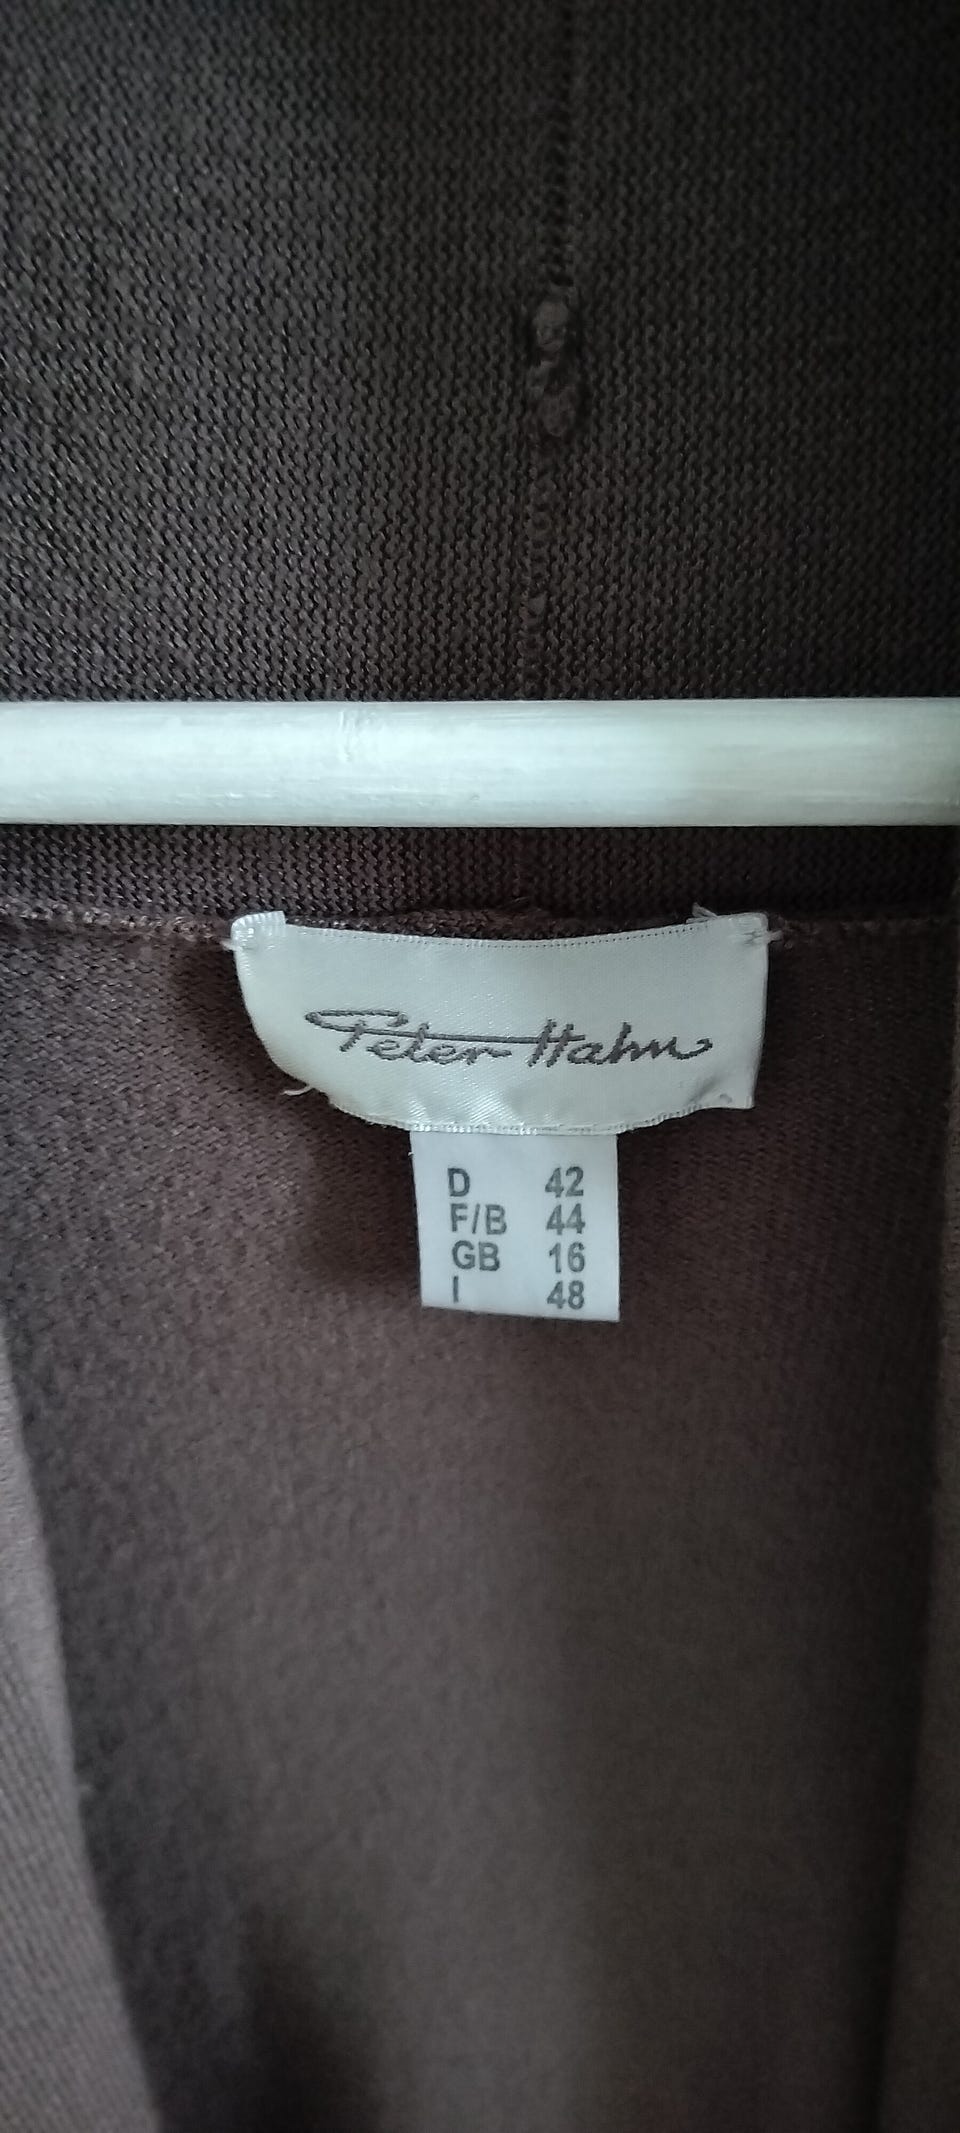 Peter Hahn
D 42
F/B 44
GB 16
I 48